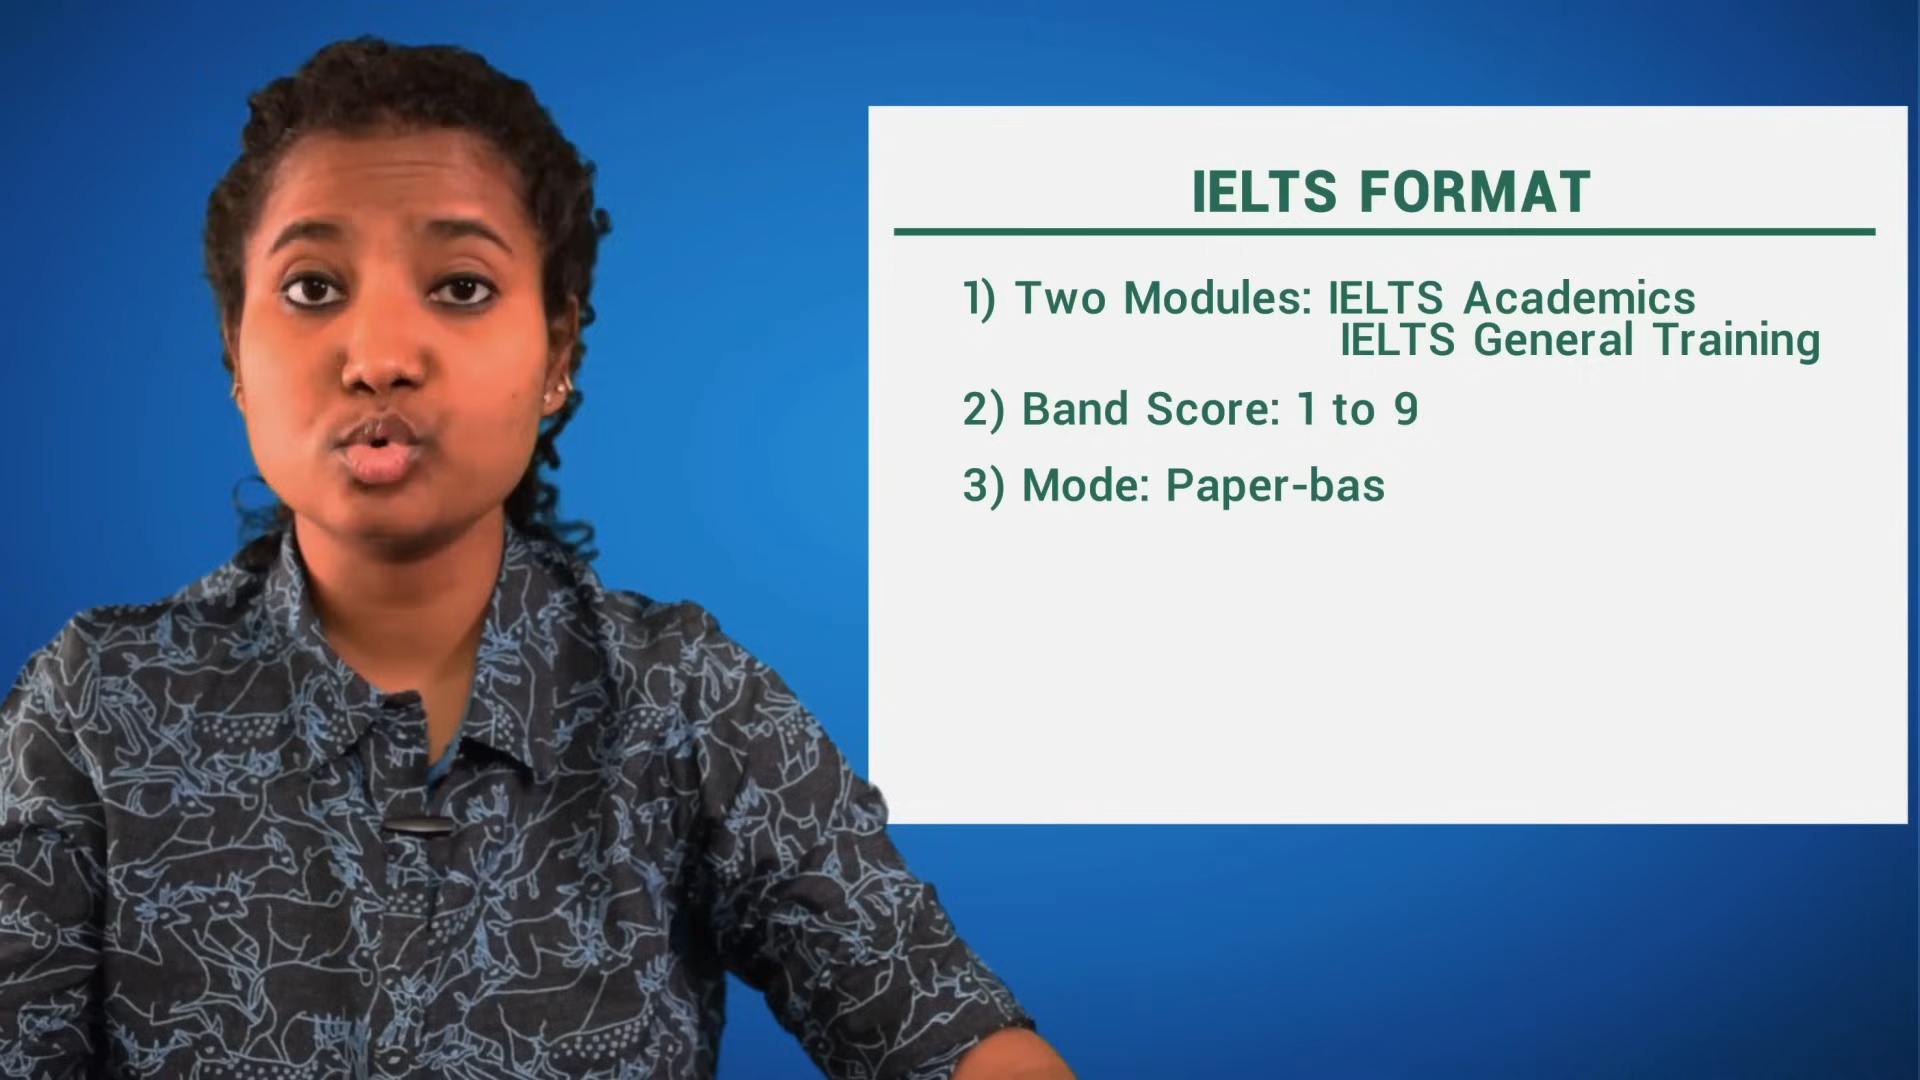 IELTS FORMAT
1) Two Modules: IELTS Academics
IELTS General Training
2) Band Score: 1 to 9
3) Mode: Paper-bas